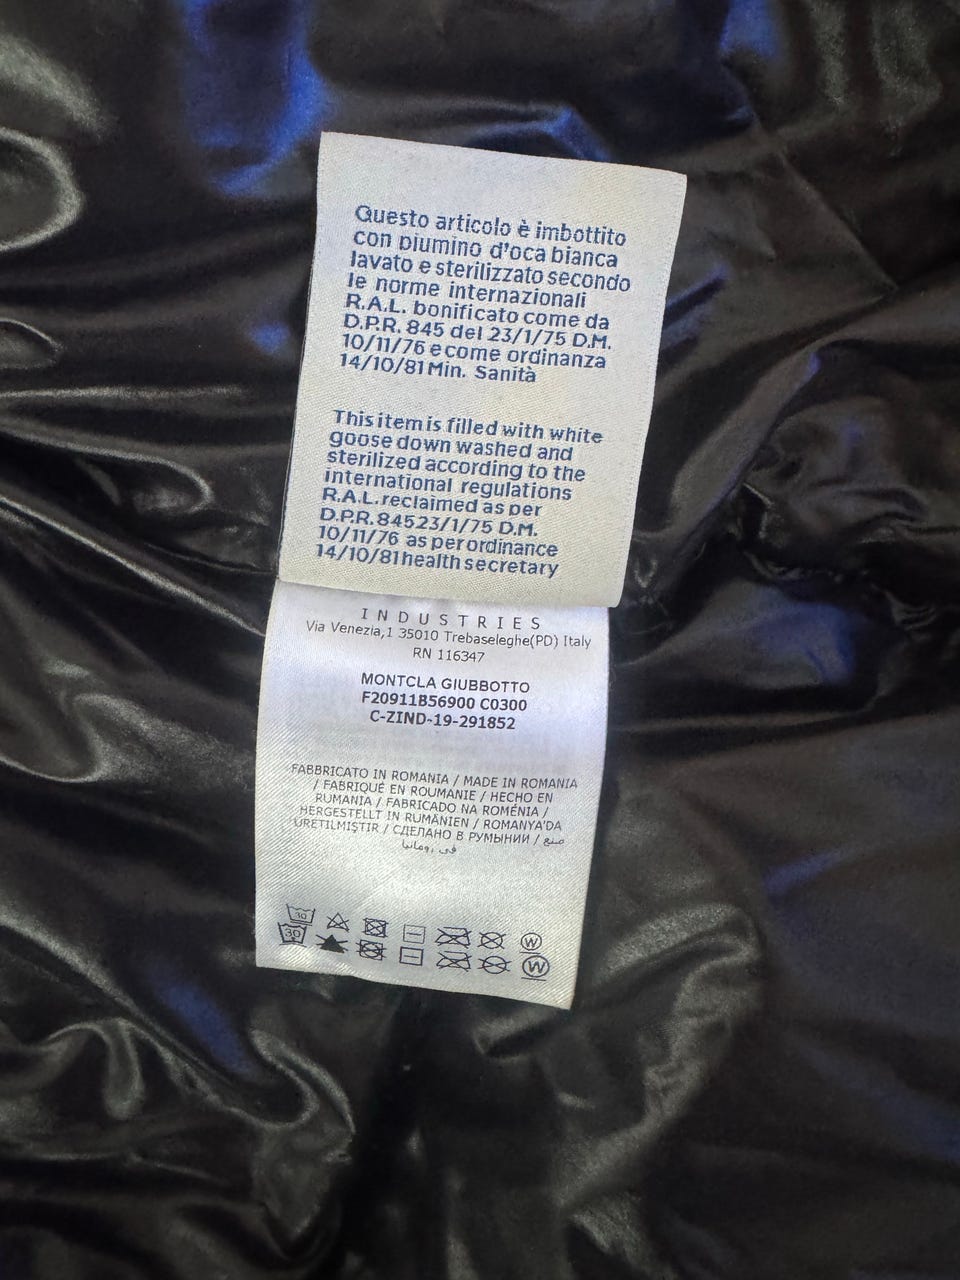 Questo articolo è imbottito
con piumino d'oca bianca
lavato e sterilizzato secondo
le norme internazionali
R.A.L. bonificato come da
D.P.R. 845 del 23/1/75 D.M.
10/11/76 e come ordinanza
14/10/81 Min. Sanità
This item is filled with white
goose down washed and
sterilized according to the
international regulations
R.A.L. reclaimed as per
D.P.R. 845 23/1/75 D.M.
10/11/76 as per ordinance
14/10/81 health secretary
INDUSTRIES
Via Venezia,1 35010 Trebaseleghe(PD) Italy
RN 116347
MONTCLA GIUBBOTTO
F20911B56900 C0300
C-ZIND-19-291852
FABBRICATO IN ROMANIA / MADE IN ROMANIA
/ FABRIQUÉ EN ROUMANIE / HECHO EN
RUMANIA / FABRICADO NA ROMÉNIA /
HERGESTELLT IN RUMÄNIEN / ROMANYA'DA
ÜRETILMIŞTIR / СДЕЛАНО В РУМЫНИИ / صنع
في رومانيا
30
W
30
W